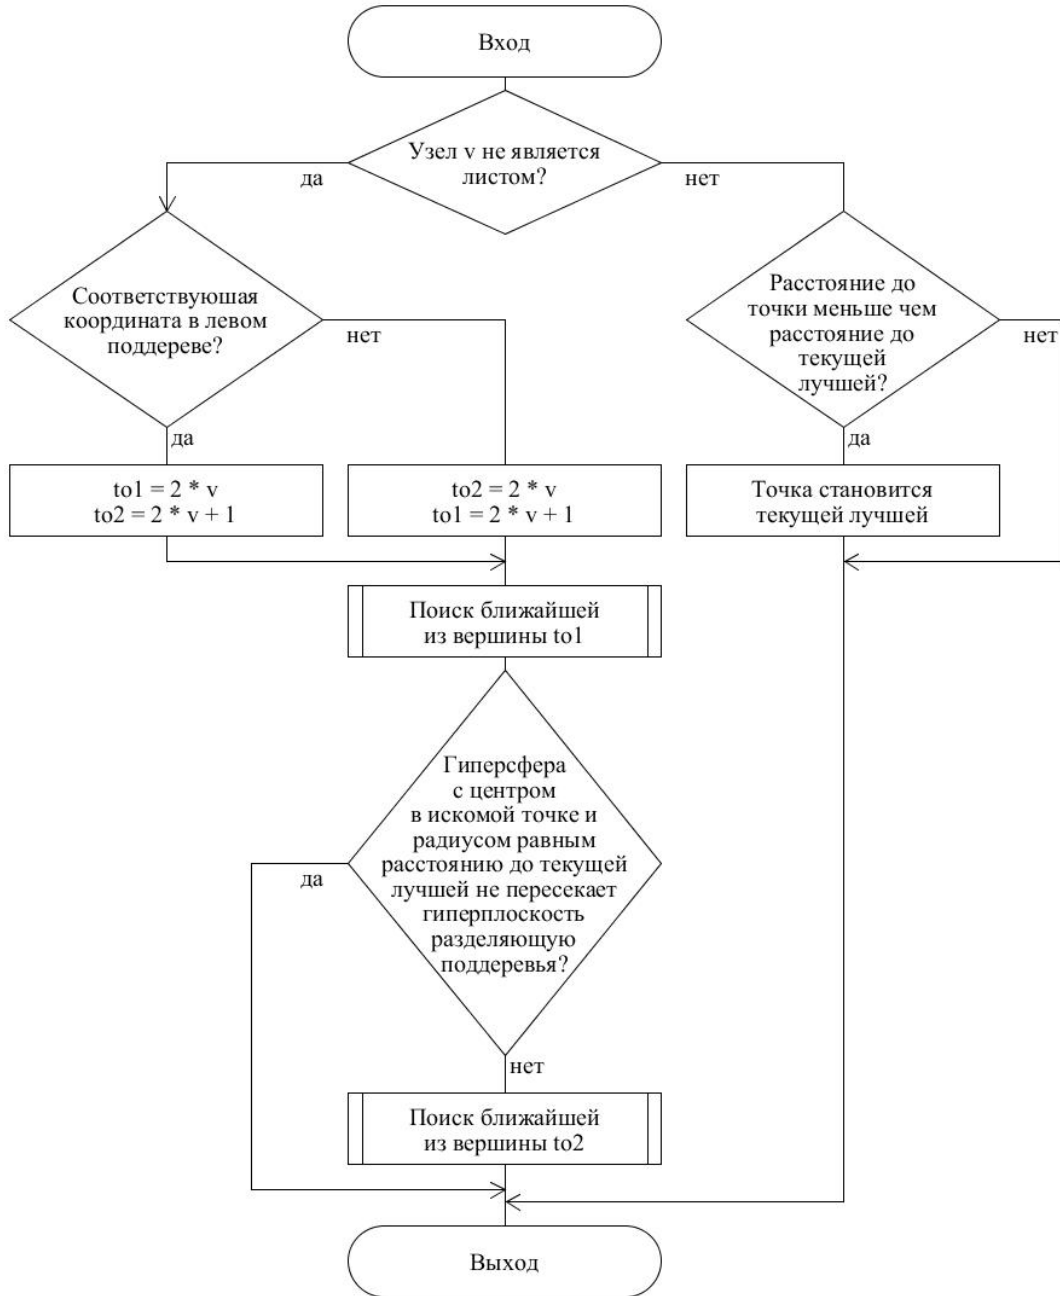 Вход
Узел v не является
листом?
да
нет
Соответствуюшая
координата в левом
поддереве?
нет
да
Расстояние до
точки меньше чем
расстояние до
текущей
лучшей?
нет
да
to1 = 2 * v
to2 = 2 * v + 1
to2 = 2 * v
to1 = 2 * v + 1
Точка становится
текущей лучшей
Поиск ближайшей
из вершины to1
Гиперсфера
с центром
в искомой точке и
радиусом равным
расстоянию до текущей
лучшей не пересекает
гиперплоскость
разделяющую
поддеревья?
да
нет
Поиск ближайшей
из вершины to2
Выход